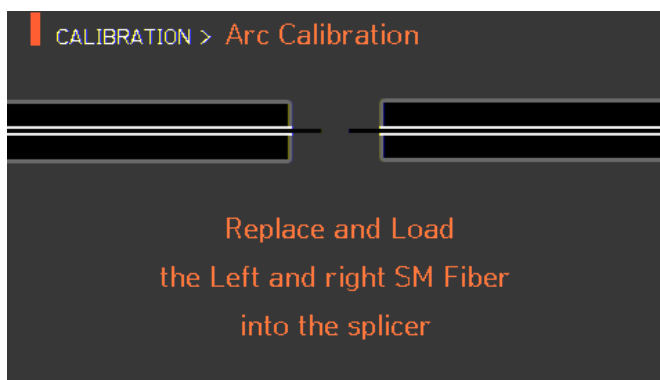 CALIBRATION > Arc Calibration
Replace and Load
the Left and right SM Fiber
into the splicer